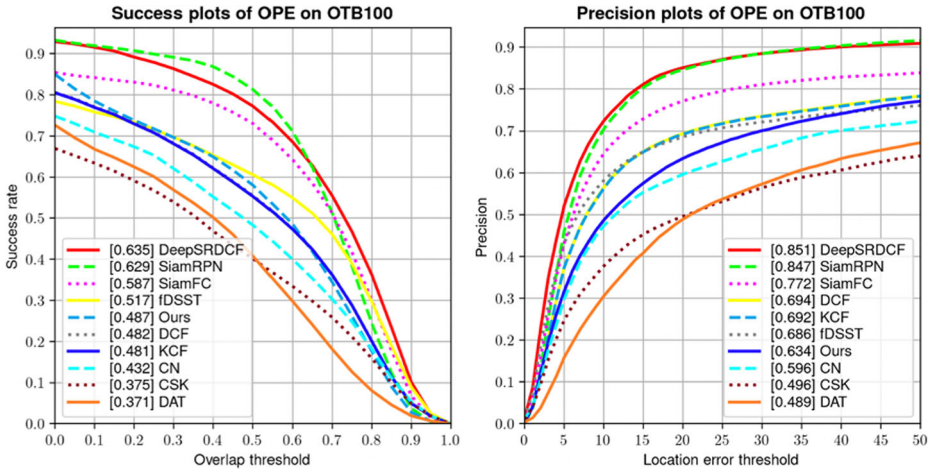 Success plots of OPE on OTB100
Success rate
0.9
0.8
0.7
0.6
0.5
0.4
0.3
0.2
0.1
0.0
[0.635] DeepSRDCF
[0.629] SiamRPN
[0.587] SiamFC
[0.517] fDSST
[0.487] Ours
[0.482] DCF
[0.481] KCF
[0.432] CN
[0.375] CSK
[0.371] DAT
0.0 0.1 0.2 0.3 0.4 0.5 0.6 0.7 0.8 0.9 1.0
Overlap threshold
Precision plots of OPE on OTB100
Precision
0.9
0.8
0.7
0.6
0.5
0.4
0.3
0.2
0.1
0.0
[0.851] DeepSRDCF
[0.847] SiamRPN
[0.772] SiamFC
[0.694] DCF
[0.692] KCF
[0.686] fDSST
[0.634] Ours
[0.596] CN
[0.496] CSK
[0.489] DAT
0 5 10 15 20 25 30 35 40 45 50
Location error threshold